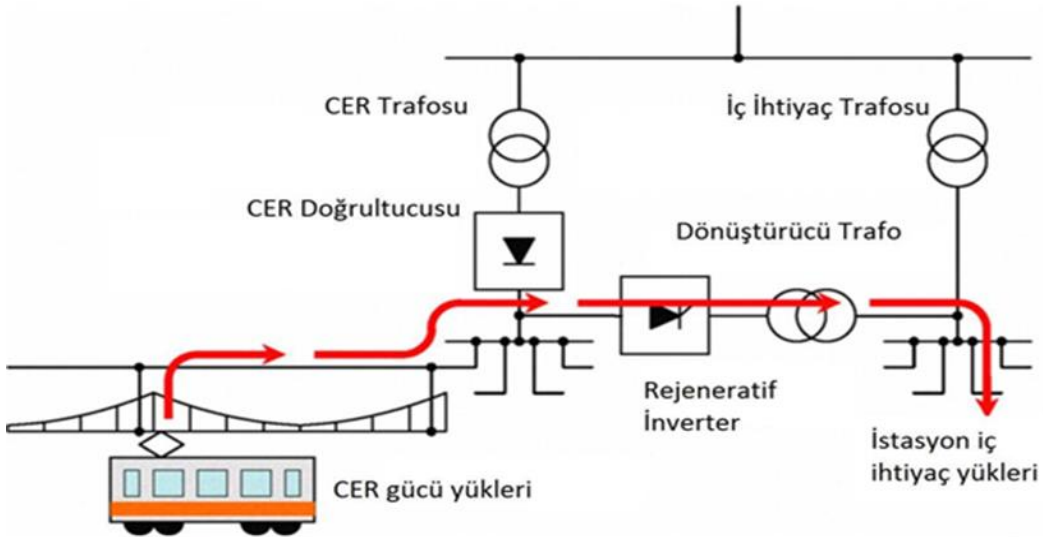 CER Trafosu
İç İhtiyaç Trafosu
CER Doğrultucusu
Dönüştürücü Trafo
Rejeneratif
İnverter
İstasyon iç
ihtiyaç yükleri
CER gücü yükleri